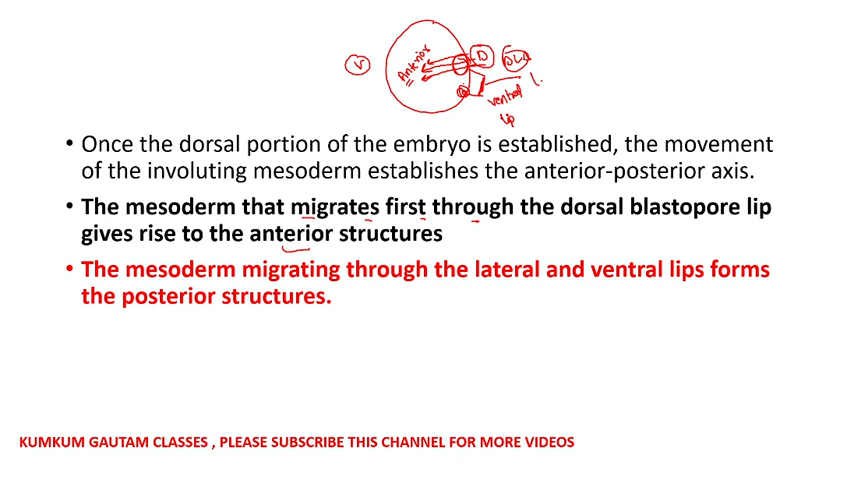 V
Anterior
D
DLB
ventral
lip
• Once the dorsal portion of the embryo is established, the movement
of the involuting mesoderm establishes the anterior-posterior axis.
• The mesoderm that migrates first through the dorsal blastopore lip
gives rise to the anterior structures
• The mesoderm migrating through the lateral and ventral lips forms
the posterior structures.
KUMKUM GAUTAM CLASSES , PLEASE SUBSCRIBE THIS CHANNEL FOR MORE VIDEOS